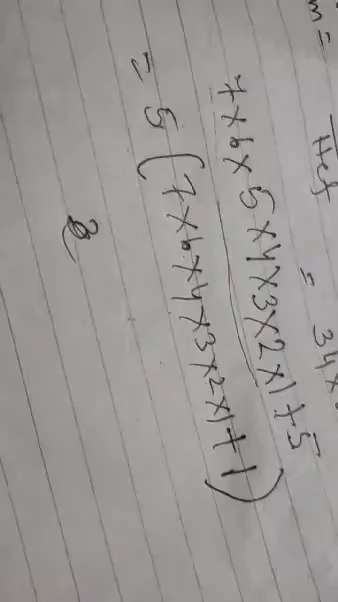 m =
HCF = 34 ×
7 × 6 × 5 × 4 × 3 × 2 × 1 + 5
= 5 ( 7 × 6 × 4 × 3 × 2 × 1 + 1 )